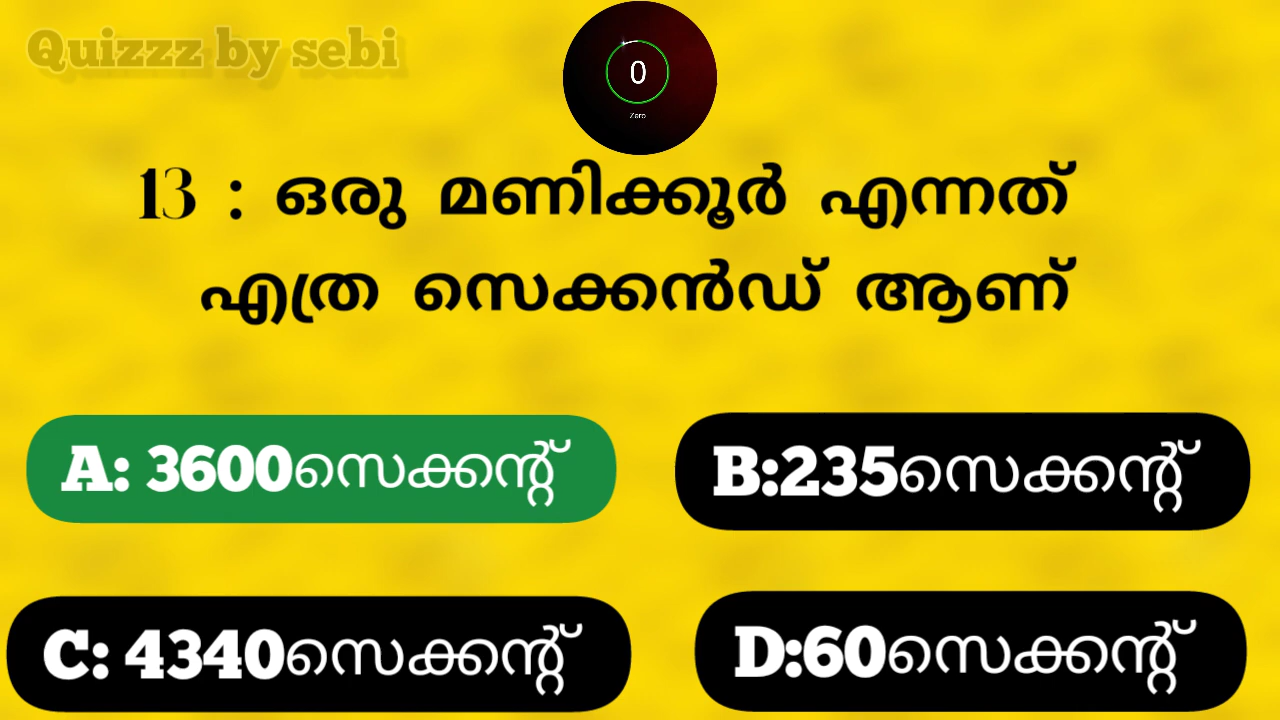 Quizzz by sebi
0
Zero
13 : ഒരു മണിക്കൂർ എന്നത്
എത്ര സെക്കൻഡ് ആണ്
A: 3600സെക്കന്റ്
B:235സെക്കന്റ്
C: 4340സെക്കന്റ്
D:60സെക്കന്റ്